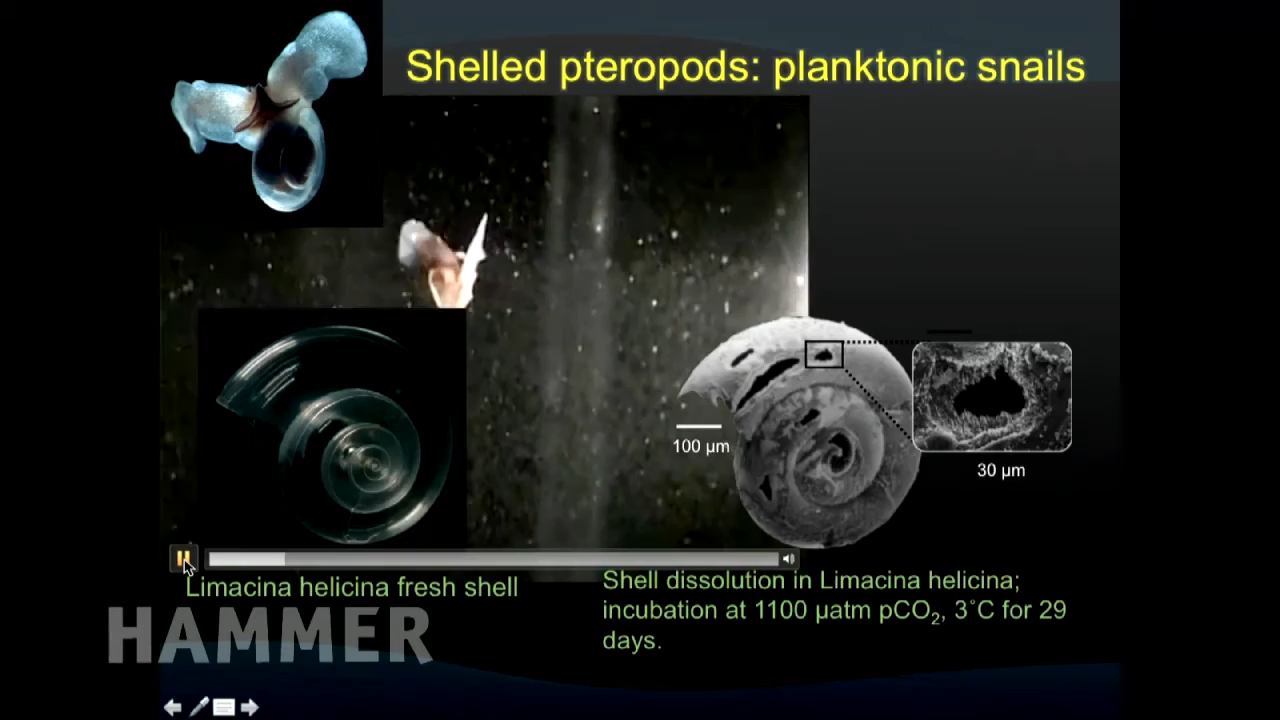 Shelled pteropods: planktonic snails
100 µm
30 µm
Limacina helicina fresh shell
Shell dissolution in Limacina helicina;
incubation at 1100 µatm pCO₂, 3˚C for 29
days.
HAMMER